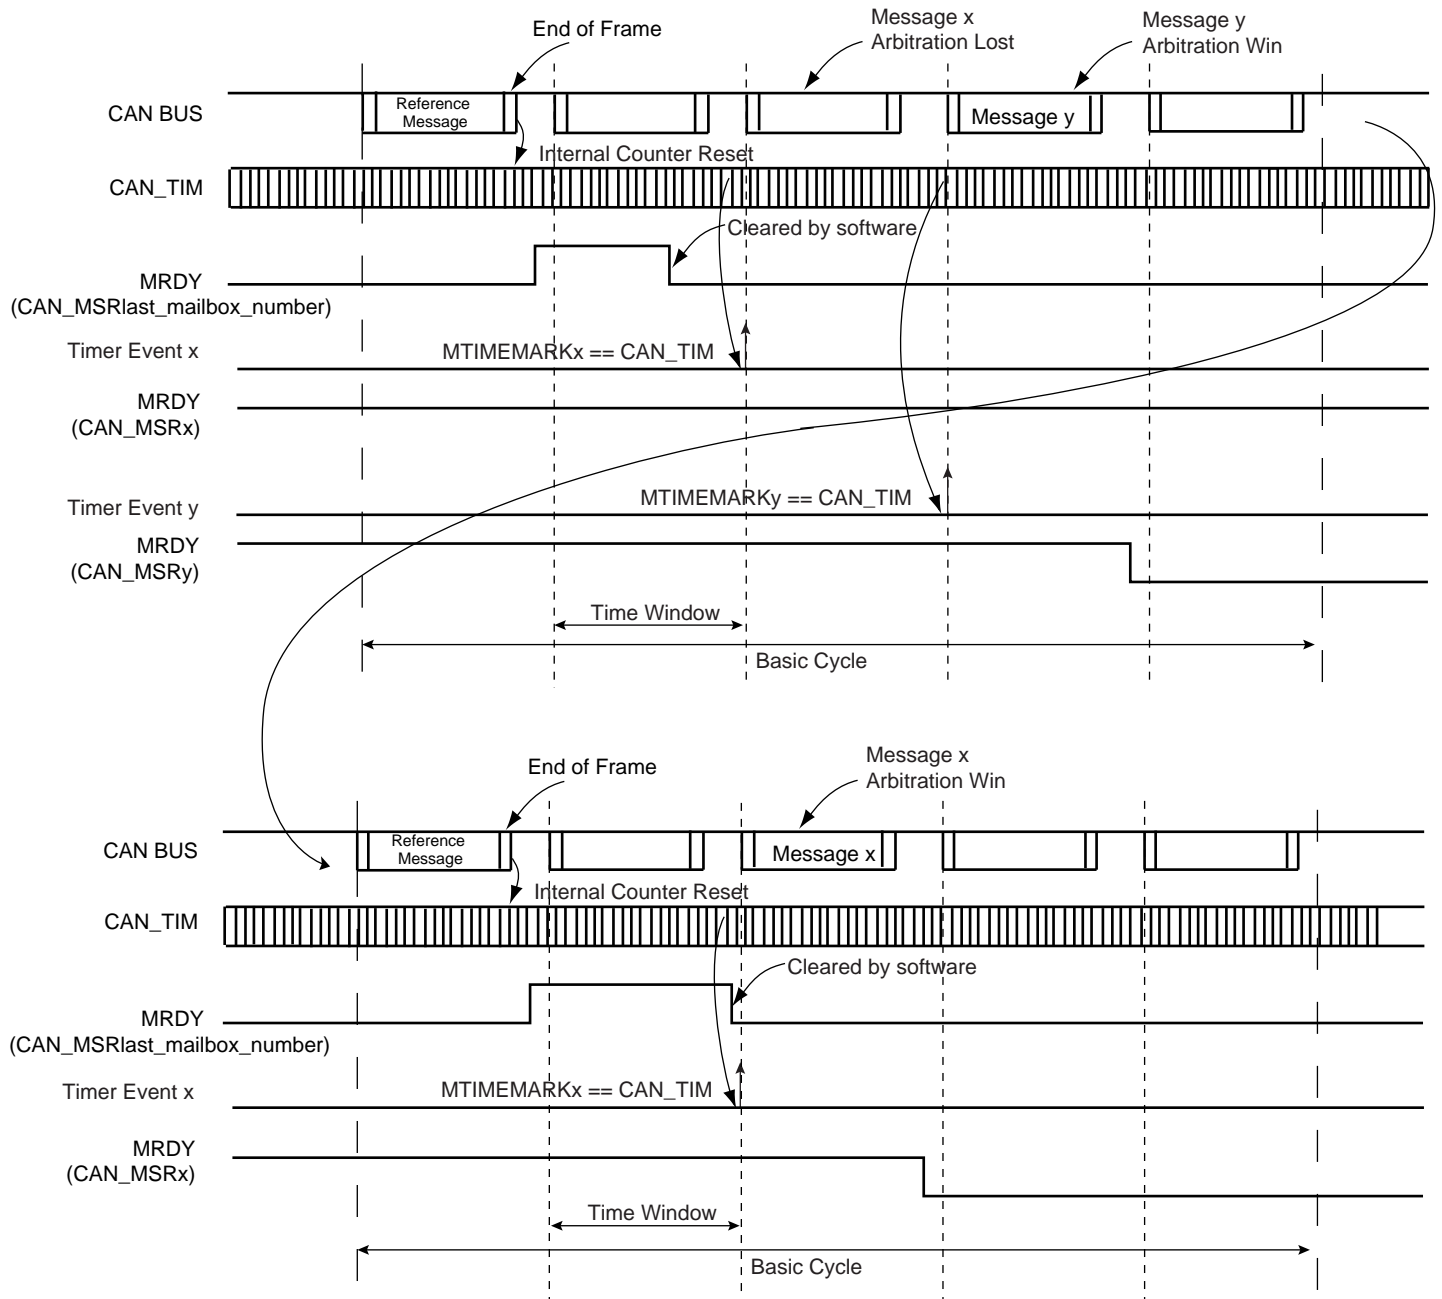 End of Frame
Message x
Arbitration Lost
Message y
Arbitration Win
CAN BUS
Reference
Message
Message y
Internal Counter Reset
CAN_TIM
Cleared by software
MRDY
(CAN_MSRlast_mailbox_number)
Timer Event x
MTIMEMARKx == CAN_TIM
MRDY
(CAN_MSRx)
Timer Event y
MTIMEMARKy == CAN_TIM
MRDY
(CAN_MSRy)
Time Window
Basic Cycle
End of Frame
Message x
Arbitration Win
CAN BUS
Reference
Message
Message x
Internal Counter Reset
CAN_TIM
Cleared by software
MRDY
(CAN_MSRlast_mailbox_number)
Timer Event x
MTIMEMARKx == CAN_TIM
MRDY
(CAN_MSRx)
Time Window
Basic Cycle